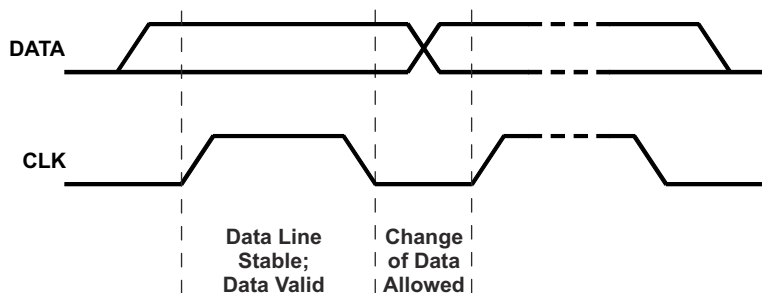 DATA
CLK
Data Line
Stable;
Data Valid
Change
of Data
Allowed